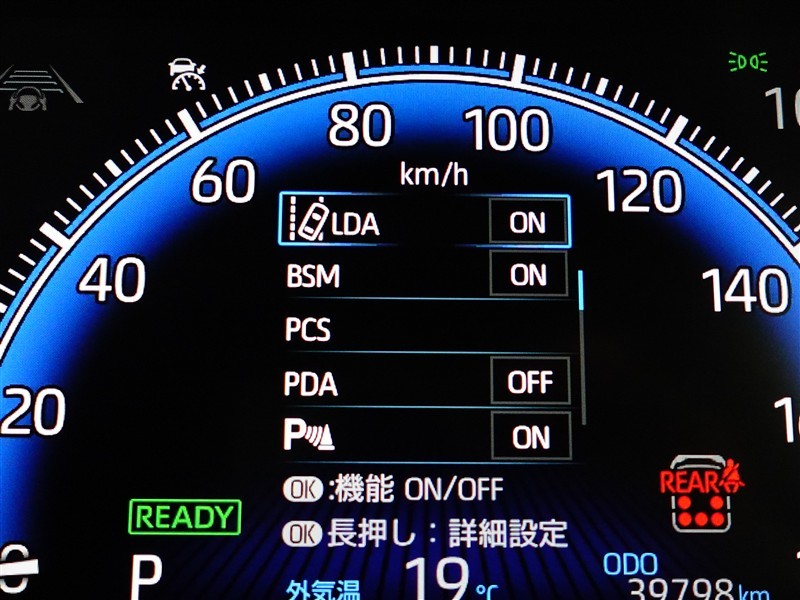 80
100
km/h
60
120
LDA ON
40
BSM ON
140
PCS
PDA OFF
20
P ON
OK:機能 ON/OFF
REAR
READY
OK長押し：詳細設定
P
外気温 19℃
ODO
39798km